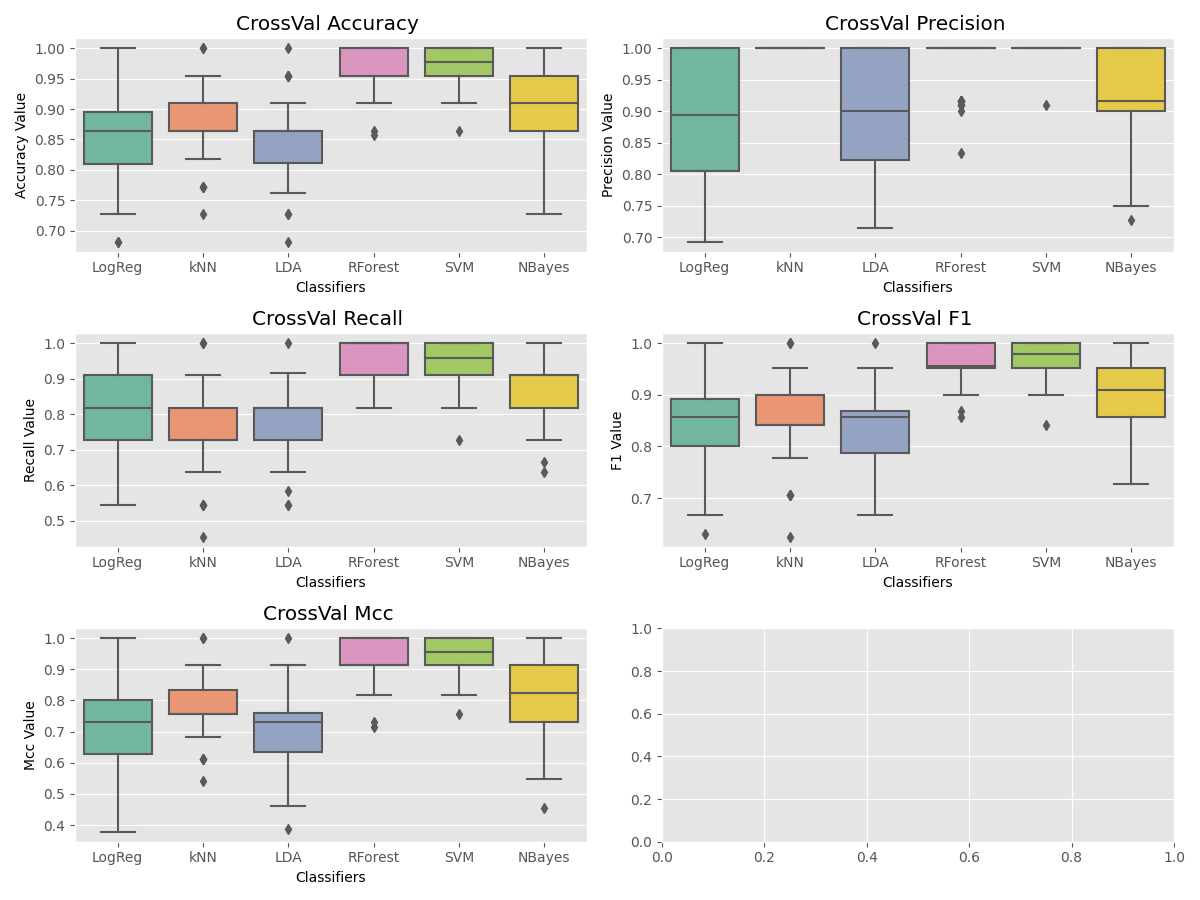 CrossVal Accuracy
1.00
0.95
0.90
0.85
0.80
0.75
0.70
Accuracy Value
LogReg kNN LDA RForest SVM NBayes
Classifiers
CrossVal Precision
1.00
0.95
0.90
0.85
0.80
0.75
0.70
Precision Value
LogReg kNN LDA RForest SVM NBayes
Classifiers
CrossVal Recall
1.0
0.9
0.8
0.7
0.6
0.5
Recall Value
LogReg kNN LDA RForest SVM NBayes
Classifiers
CrossVal F1
1.0
0.9
0.8
0.7
F1 Value
LogReg kNN LDA RForest SVM NBayes
Classifiers
CrossVal Mcc
1.0
0.9
0.8
0.7
0.6
0.5
0.4
Mcc Value
LogReg kNN LDA RForest SVM NBayes
Classifiers
1.0
0.8
0.6
0.4
0.2
0.0
0.0 0.2 0.4 0.6 0.8 1.0